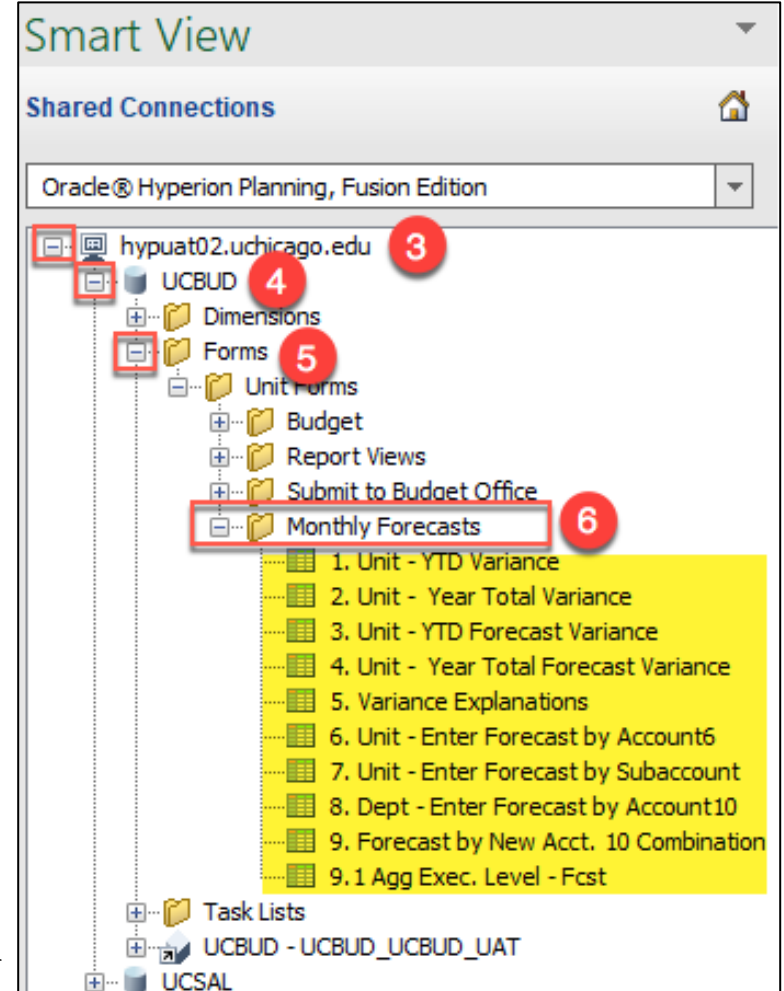 Smart View
Shared Connections
Oracle® Hyperion Planning, Fusion Edition
hypuat02.uchicago.edu 3
UCBUD 4
Dimensions
Forms 5
Unit Forms
Budget
Report Views
Submit to Budget Office
Monthly Forecasts 6
1. Unit - YTD Variance
2. Unit - Year Total Variance
3. Unit - YTD Forecast Variance
4. Unit - Year Total Forecast Variance
5. Variance Explanations
6. Unit - Enter Forecast by Account6
7. Unit - Enter Forecast by Subaccount
8. Dept - Enter Forecast by Account10
9. Forecast by New Acct. 10 Combination
9.1 Agg Exec. Level - Fcst
Task Lists
UCBUD - UCBUD_UCBUD_UAT
UCSAL